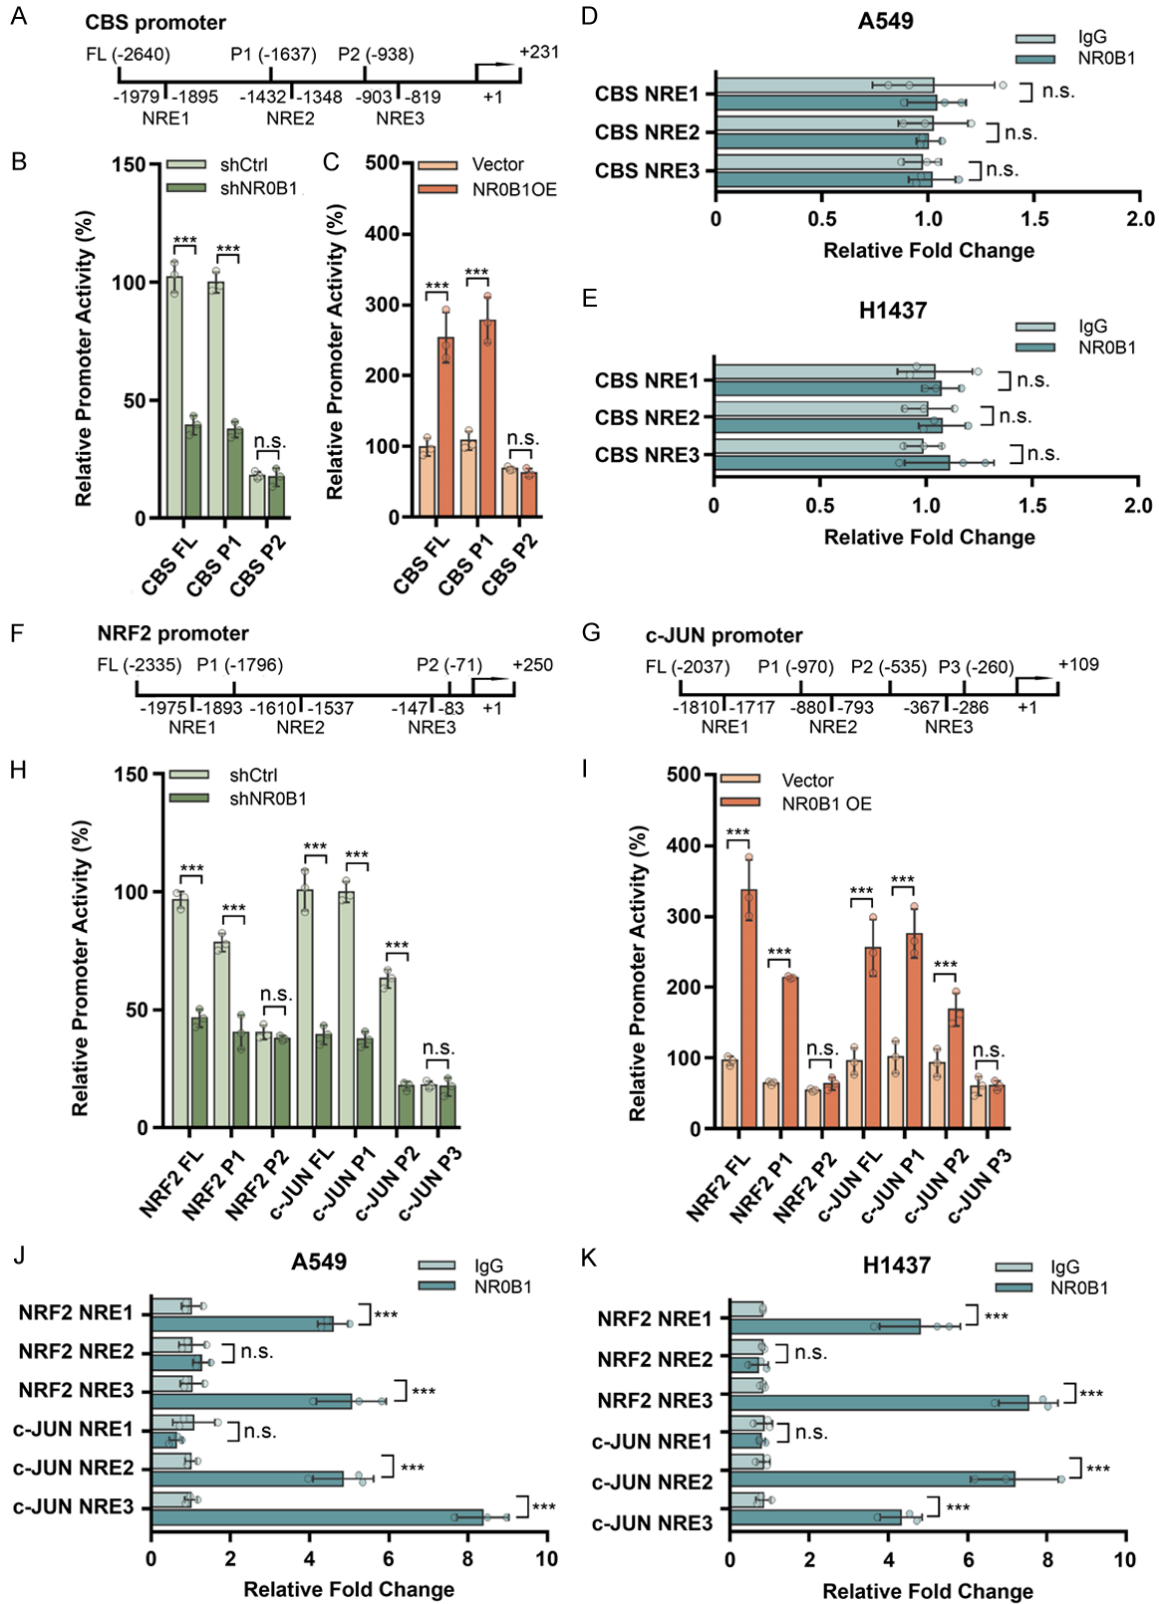 A
CBS promoter
FL (-2640) P1 (-1637) P2 (-938) +231
-1979 -1895 -1432 -1348 -903 -819 +1
NRE1 NRE2 NRE3
B
shCtrl
shNR0B1
Relative Promoter Activity (%)
150
100
50
0
*** *** n.s.
CBS FL CBS P1 CBS P2
C
Vector
NR0B1OE
Relative Promoter Activity (%)
500
400
300
200
100
0
*** *** n.s.
CBS FL CBS P1 CBS P2
D
A549
IgG
NR0B1
CBS NRE1 n.s.
CBS NRE2 n.s.
CBS NRE3 n.s.
0 0.5 1.0 1.5 2.0
Relative Fold Change
E
H1437
IgG
NR0B1
CBS NRE1 n.s.
CBS NRE2 n.s.
CBS NRE3 n.s.
0 0.5 1.0 1.5 2.0
Relative Fold Change
F
NRF2 promoter
FL (-2335) P1 (-1796) P2 (-71) +250
-1975 -1893 -1610 -1537 -147 -83 +1
NRE1 NRE2 NRE3
G
c-JUN promoter
FL (-2037) P1 (-970) P2 (-535) P3 (-260) +109
-1810 -1717 -880 -793 -367 -286 +1
NRE1 NRE2 NRE3
H
shCtrl
shNR0B1
Relative Promoter Activity (%)
150
100
50
0
*** *** n.s. *** *** *** n.s.
NRF2 FL NRF2 P1 NRF2 P2 c-JUN FL c-JUN P1 c-JUN P2 c-JUN P3
I
Vector
NR0B1 OE
Relative Promoter Activity (%)
500
400
300
200
100
0
*** *** n.s. *** *** *** n.s.
NRF2 FL NRF2 P1 NRF2 P2 c-JUN FL c-JUN P1 c-JUN P2 c-JUN P3
J
A549
IgG
NR0B1
NRF2 NRE1 ***
NRF2 NRE2 n.s.
NRF2 NRE3 ***
c-JUN NRE1 n.s.
c-JUN NRE2 ***
c-JUN NRE3 ***
0 2 4 6 8 10
Relative Fold Change
K
H1437
IgG
NR0B1
NRF2 NRE1 ***
NRF2 NRE2 n.s.
NRF2 NRE3 ***
c-JUN NRE1 n.s.
c-JUN NRE2 ***
c-JUN NRE3 ***
0 2 4 6 8 10
Relative Fold Change